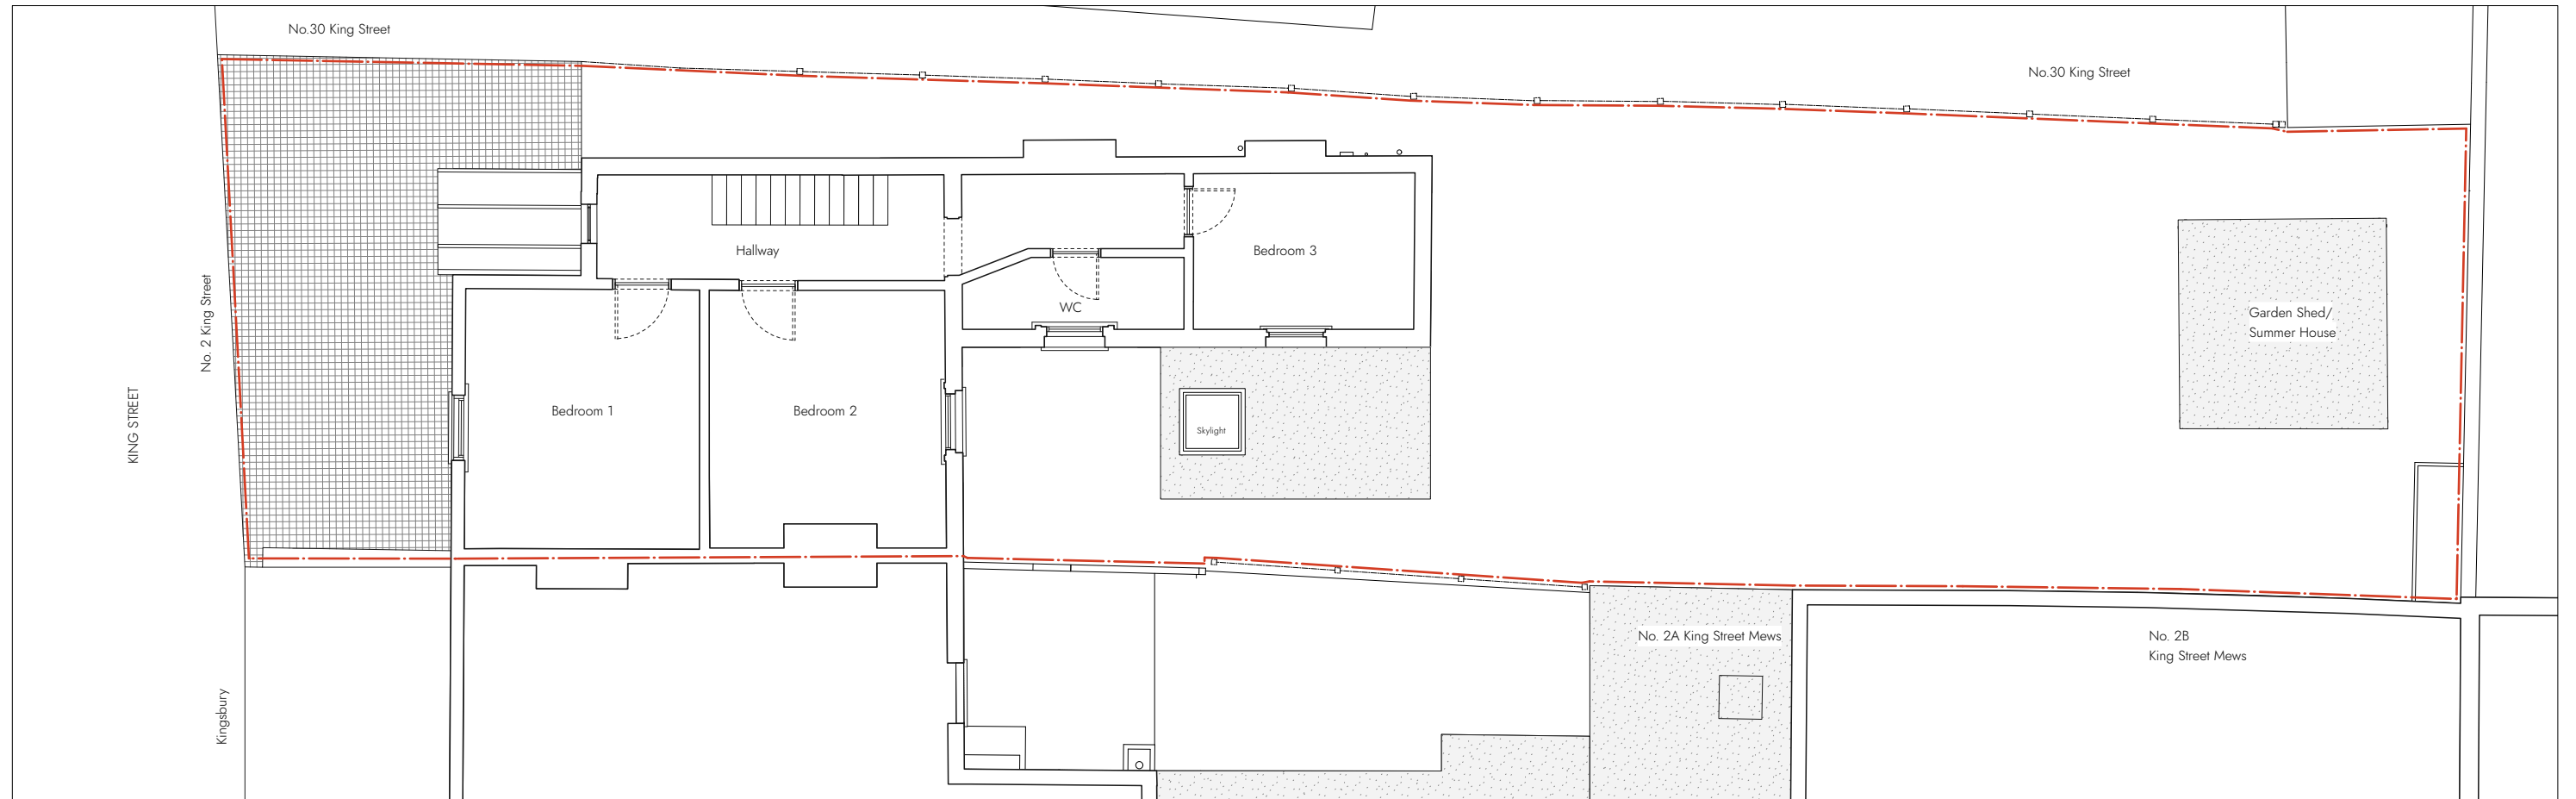 No.30 King Street
No.30 King Street
KING STREET
No. 2 King Street
Hallway
Bedroom 3
WC
Bedroom 1
Bedroom 2
Skylight
Garden Shed/
Summer House
Kingsbury
No. 2A King Street Mews
No. 2B
King Street Mews